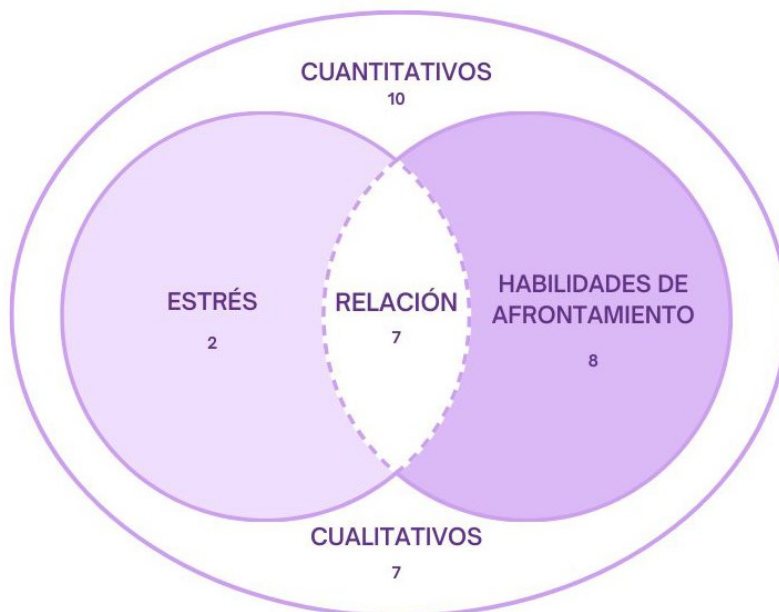 CUANTITATIVOS
10
ESTRÉS
2
RELACIÓN
7
HABILIDADES DE
AFRONTAMIENTO
8
CUALITATIVOS
7